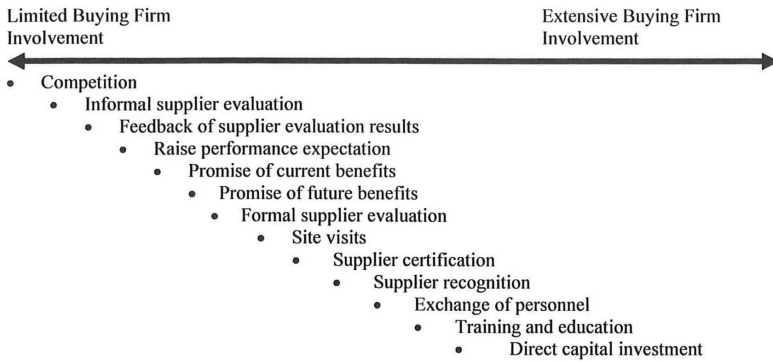 Limited Buying Firm Involvement
Extensive Buying Firm Involvement
• Competition
• Informal supplier evaluation
• Feedback of supplier evaluation results
• Raise performance expectation
• Promise of current benefits
• Promise of future benefits
• Formal supplier evaluation
• Site visits
• Supplier certification
• Supplier recognition
• Exchange of personnel
• Training and education
• Direct capital investment